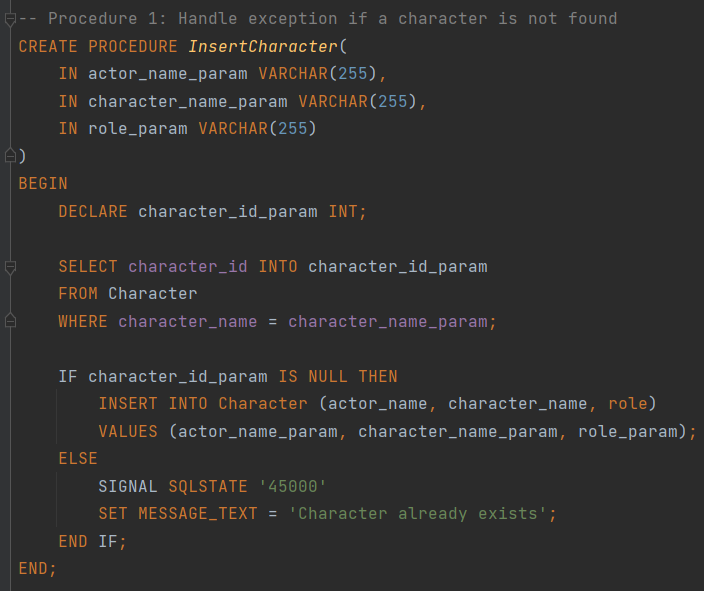 -- Procedure 1: Handle exception if a character is not found
CREATE PROCEDURE InsertCharacter(
    IN actor_name_param VARCHAR(255),
    IN character_name_param VARCHAR(255),
    IN role_param VARCHAR(255)
)
BEGIN
    DECLARE character_id_param INT;

    SELECT character_id INTO character_id_param
    FROM Character
    WHERE character_name = character_name_param;

    IF character_id_param IS NULL THEN
        INSERT INTO Character (actor_name, character_name, role)
        VALUES (actor_name_param, character_name_param, role_param);
    ELSE
        SIGNAL SQLSTATE '45000'
        SET MESSAGE_TEXT = 'Character already exists';
    END IF;
END;